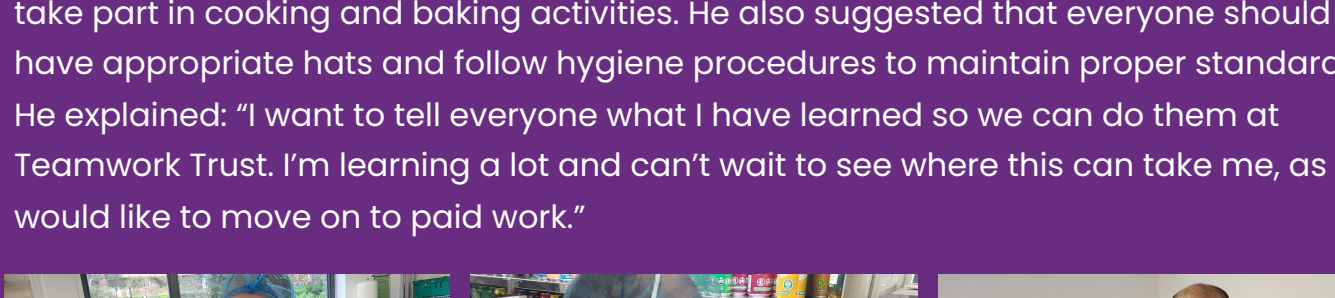 take part in cooking and baking activities. He also suggested that everyone should
have appropriate hats and follow hygiene procedures to maintain proper
He explained: “I want to tell everyone what I have learned so we can do them at
Teamwork Trust. I’m learning a lot and can’t wait to see where this can take me, as
would like to move on to paid work.”